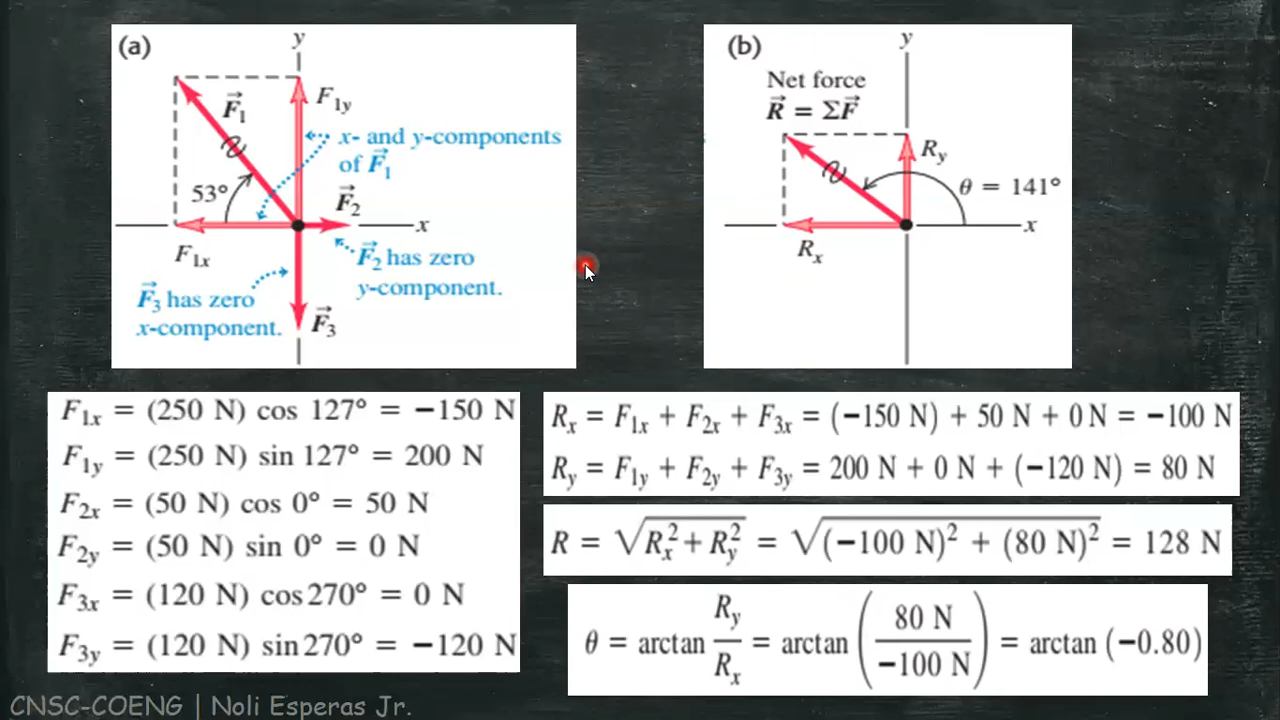 (a)
y
F⃗₁
F₁y
x- and y-components
of F⃗₁
53°
F⃗₂
x
F₁x
F⃗₂ has zero
y-component.
F⃗₃ has zero
x-component.
F⃗₃
(b)
y
Net force
R⃗ = ΣF⃗
Ry
θ = 141°
x
Rx
F₁x = (250 N) cos 127° = −150 N
F₁y = (250 N) sin 127° = 200 N
F₂x = (50 N) cos 0° = 50 N
F₂y = (50 N) sin 0° = 0 N
F₃x = (120 N) cos 270° = 0 N
F₃y = (120 N) sin 270° = −120 N
Rx = F₁x + F₂x + F₃x = (−150 N) + 50 N + 0 N = −100 N
Ry = F₁y + F₂y + F₃y = 200 N + 0 N + (−120 N) = 80 N
R = √(Rx² + Ry²) = √((−100 N)² + (80 N)²) = 128 N
θ = arctan Ry/Rx = arctan (80 N / −100 N) = arctan (−0.80)
CNSC-COENG | Noli Esperas Jr.